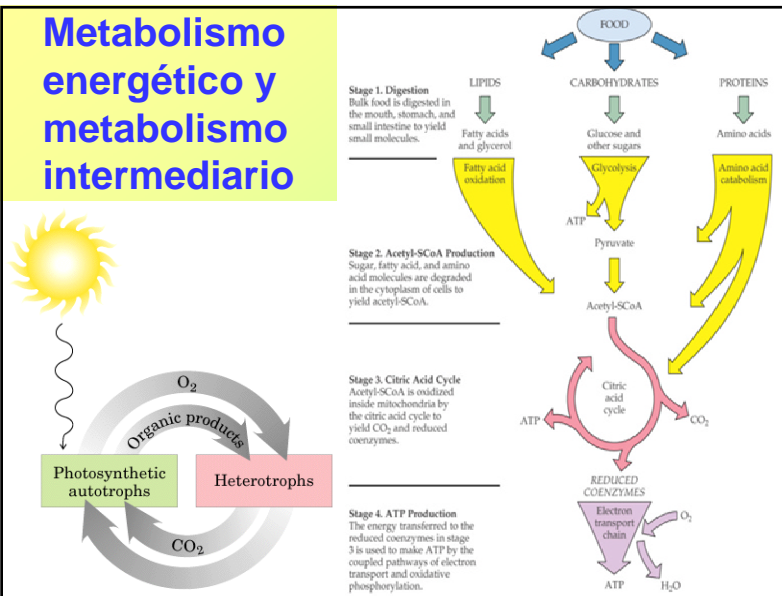 Metabolismo
energético y
metabolismo
intermediario
O2
Organic products
Photosynthetic
autotrophs
Heterotrophs
CO2
FOOD
LIPIDS
CARBOHYDRATES
PROTEINS
Stage 1. Digestion
Bulk food is digested in
the mouth, stomach, and
small intestine to yield
small molecules.
Fatty acids
and glycerol
Glucose and
other sugars
Amino acids
Fatty acid
oxidation
Glycolysis
Amino acid
catabolism
ATP
Pyruvate
Stage 2. Acetyl-SCoA Production
Sugar, fatty acid, and amino
acid molecules are degraded
in the cytoplasm of cells to
yield acetyl-SCoA.
Acetyl-SCoA
Stage 3. Citric Acid Cycle
Acetyl-SCoA is oxidized
inside mitochondria by
the citric acid cycle to
yield CO2 and reduced
coenzymes.
Citric
acid
cycle
ATP
CO2
REDUCED
COENZYMES
Stage 4. ATP Production
The energy transferred to the
reduced coenzymes in stage
3 is used to make ATP by the
coupled pathways of electron
transport and oxidative
phosphorylation.
Electron
transport
chain
O2
ATP
H2O